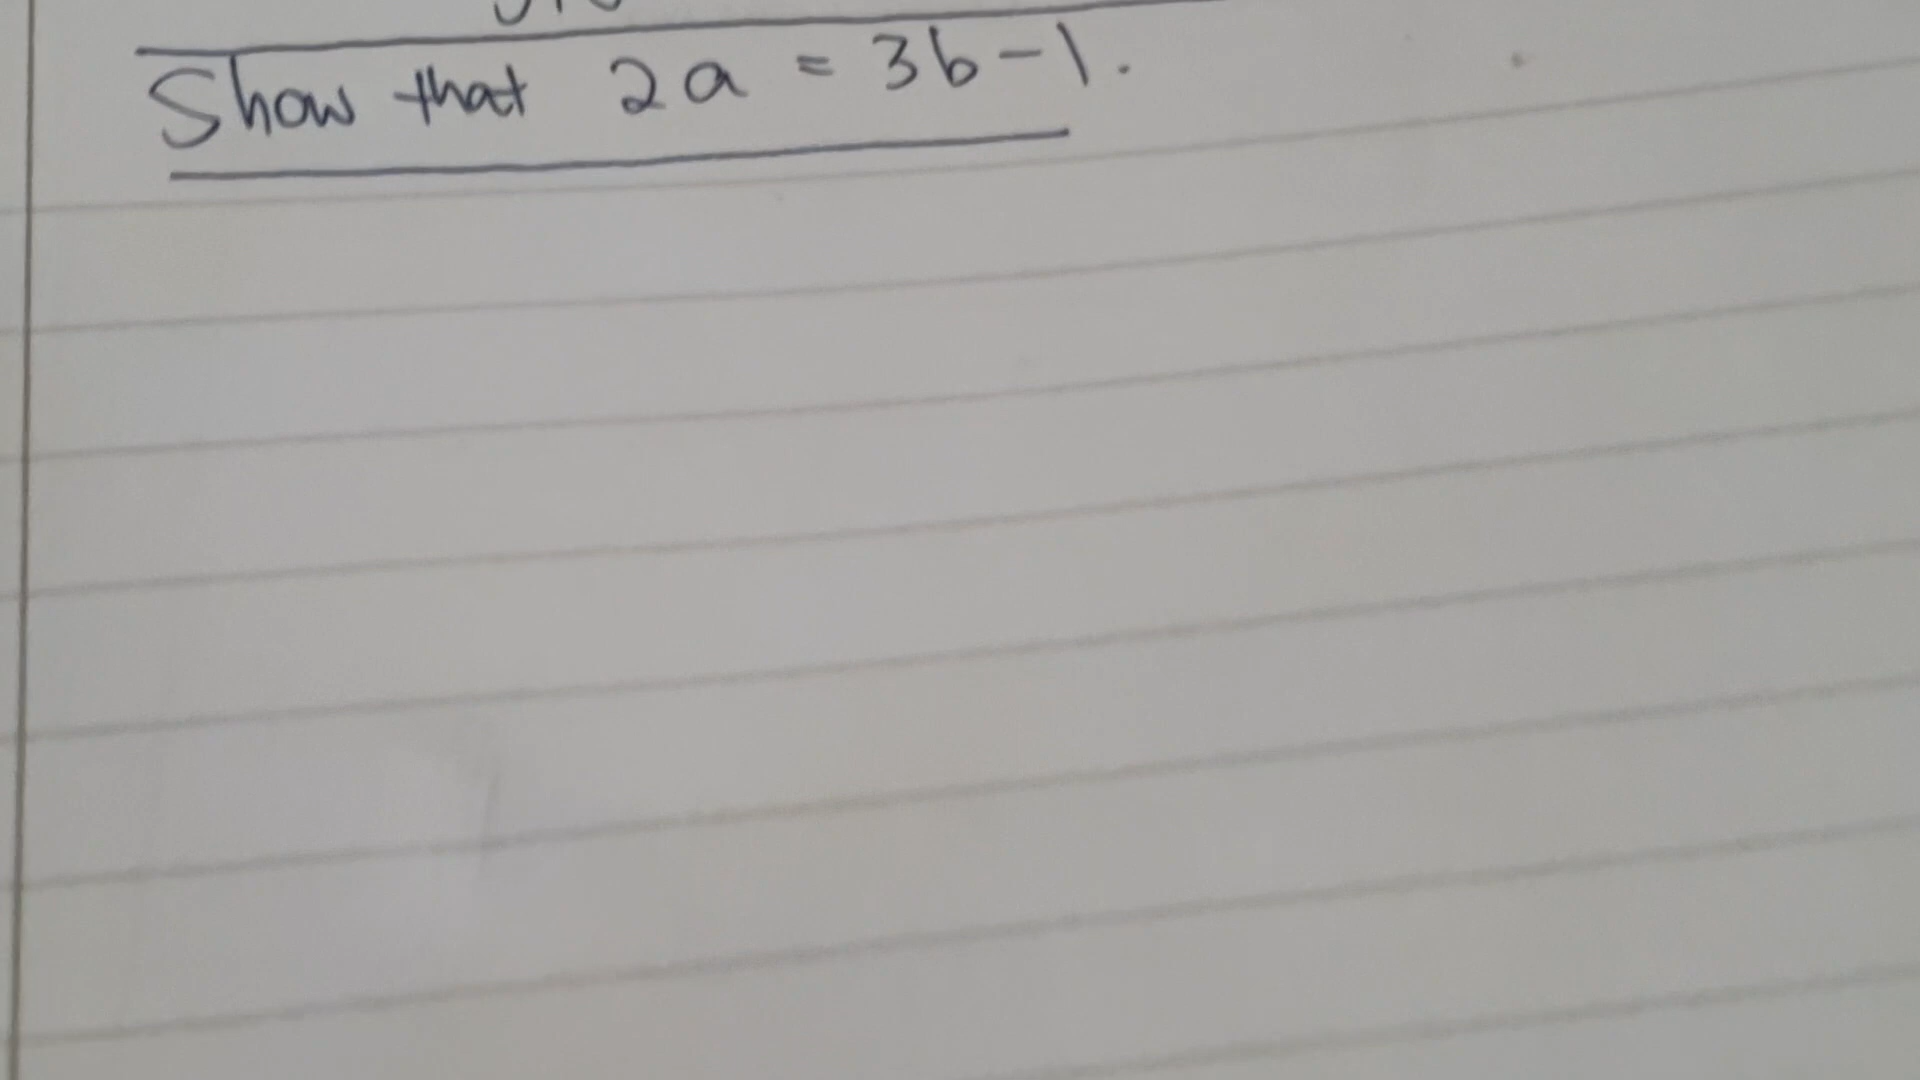 Show that 2a = 3b - 1.